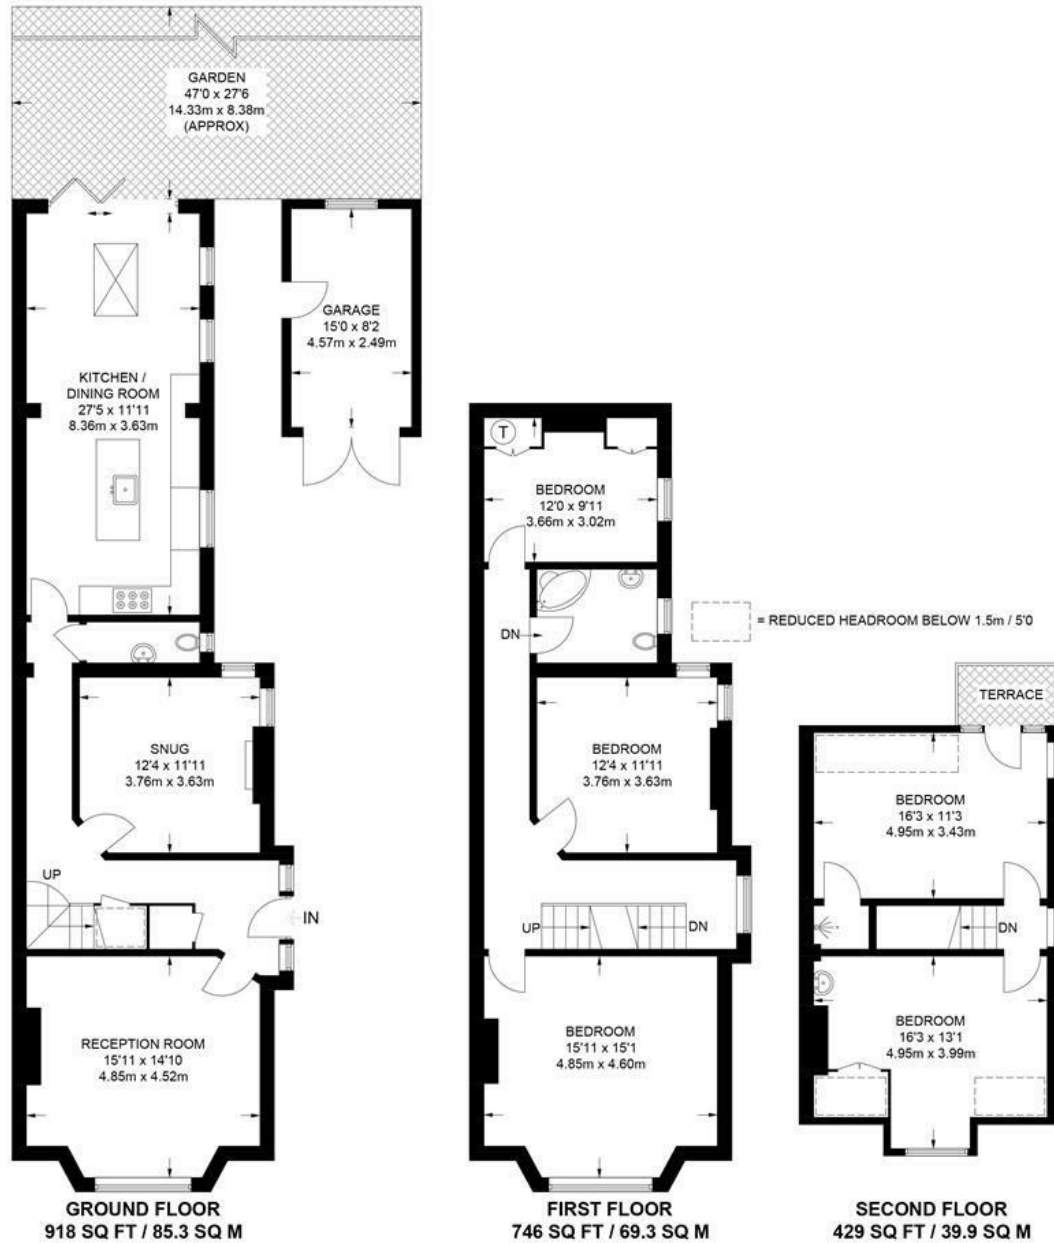 GARDEN
47'0 x 27'6
14.33m x 8.38m
(APPROX)
KITCHEN /
DINING ROOM
27'5 x 11'11
8.36m x 3.63m
GARAGE
15'0 x 8'2
4.57m x 2.49m
SNUG
12'4 x 11'11
3.76m x 3.63m
UP
IN
RECEPTION ROOM
15'11 x 14'10
4.85m x 4.52m
GROUND FLOOR
918 SQ FT / 85.3 SQ M
T
BEDROOM
12'0 x 9'11
3.66m x 3.02m
DN
= REDUCED HEADROOM BELOW 1.5m / 5'0
BEDROOM
12'4 x 11'11
3.76m x 3.63m
UP
DN
BEDROOM
15'11 x 15'1
4.85m x 4.60m
FIRST FLOOR
746 SQ FT / 69.3 SQ M
TERRACE
BEDROOM
16'3 x 11'3
4.95m x 3.43m
DN
BEDROOM
16'3 x 13'1
4.95m x 3.99m
SECOND FLOOR
429 SQ FT / 39.9 SQ M